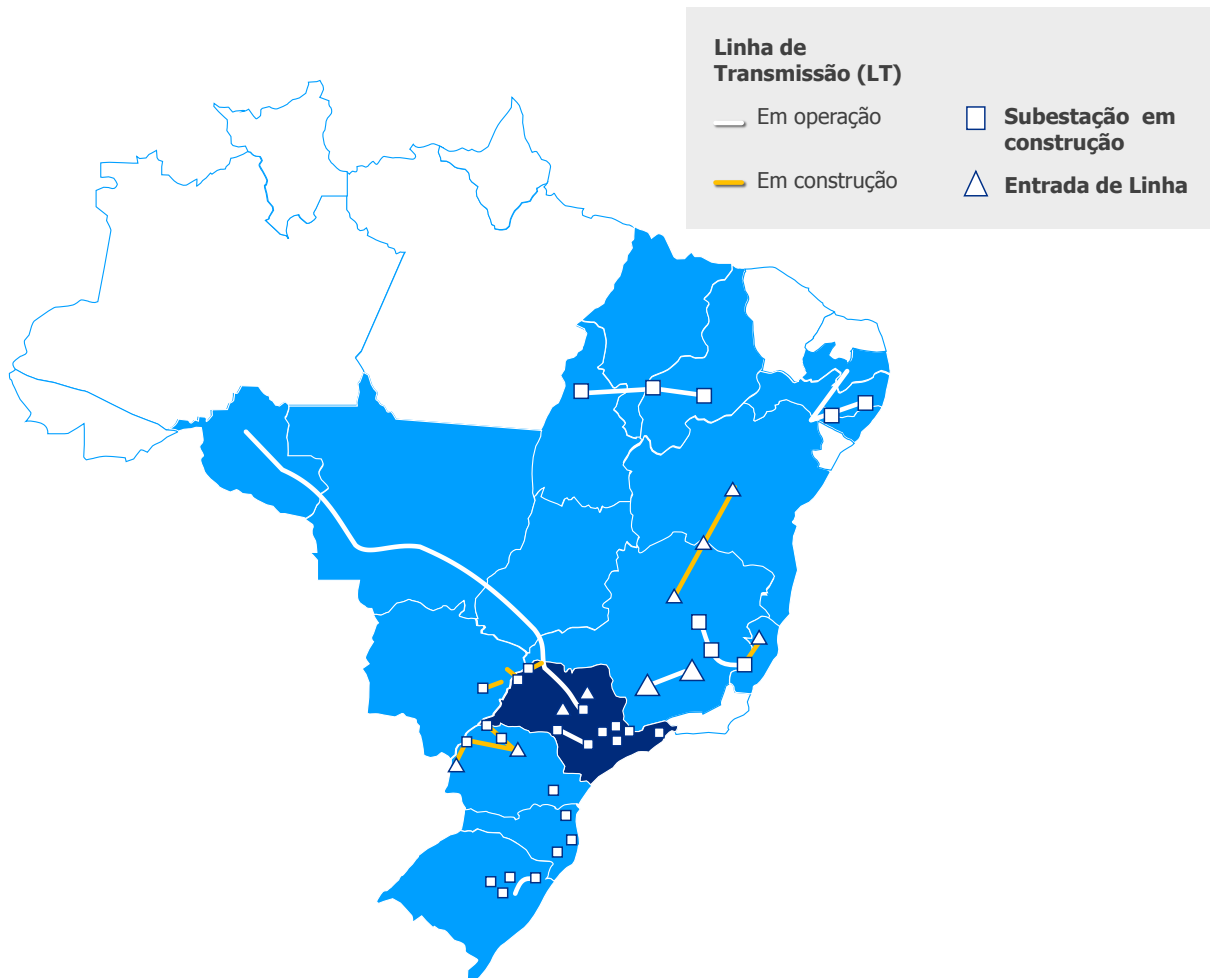 Linha de
Transmissão (LT)
Em operação
Em construção
Subestação em
construção
Entrada de Linha